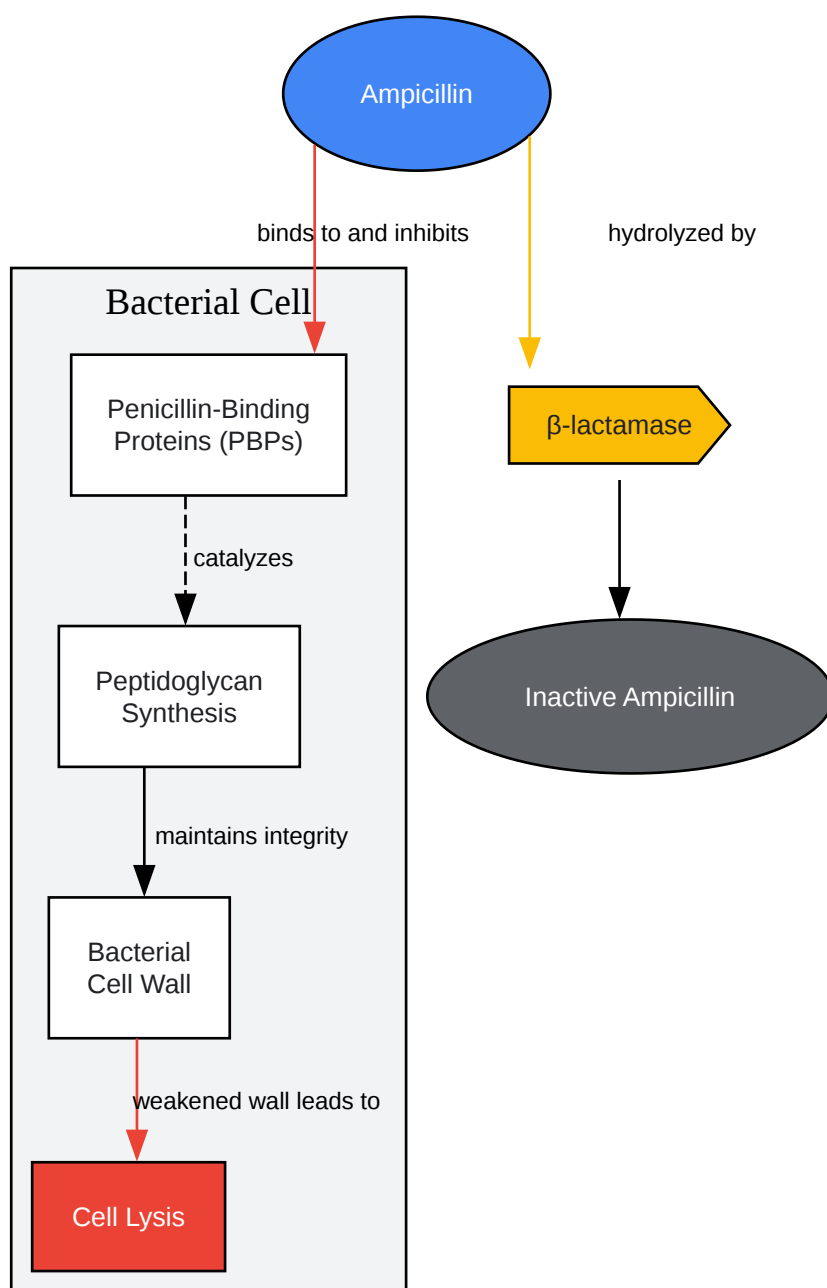 Ampicillin
binds to and inhibits
hydrolyzed by
Bacterial Cell
Penicillin-Binding
Proteins (PBPs)
β-lactamase
catalyzes
Peptidoglycan
Synthesis
Inactive Ampicillin
maintains integrity
Bacterial
Cell Wall
weakened wall leads to
Cell Lysis